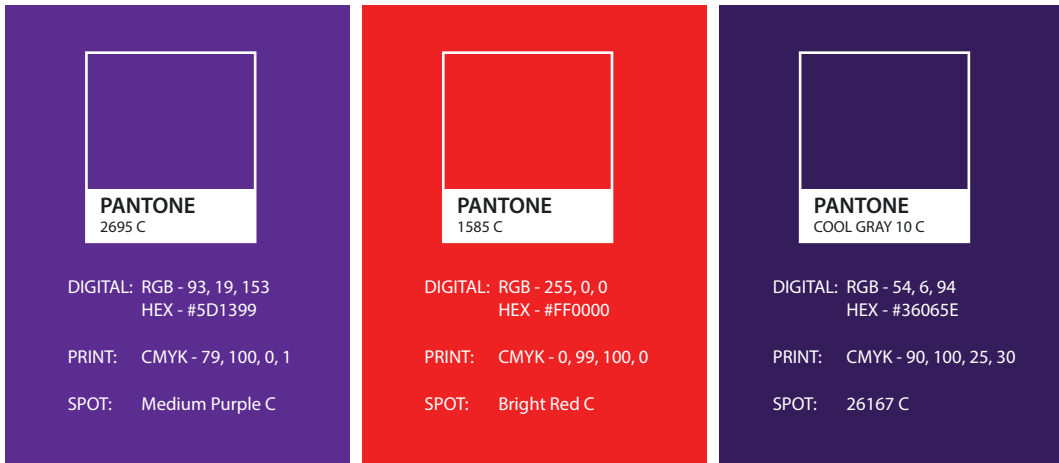 PANTONE
2695 C
DIGITAL: RGB - 93, 19, 153
HEX - #5D1399
PRINT: CMYK - 79, 100, 0, 1
SPOT: Medium Purple C
PANTONE
1585 C
DIGITAL: RGB - 255, 0, 0
HEX - #FF0000
PRINT: CMYK - 0, 99, 100, 0
SPOT: Bright Red C
PANTONE
COOL GRAY 10 C
DIGITAL: RGB - 54, 6, 94
HEX - #36065E
PRINT: CMYK - 90, 100, 25, 30
SPOT: 26167 C